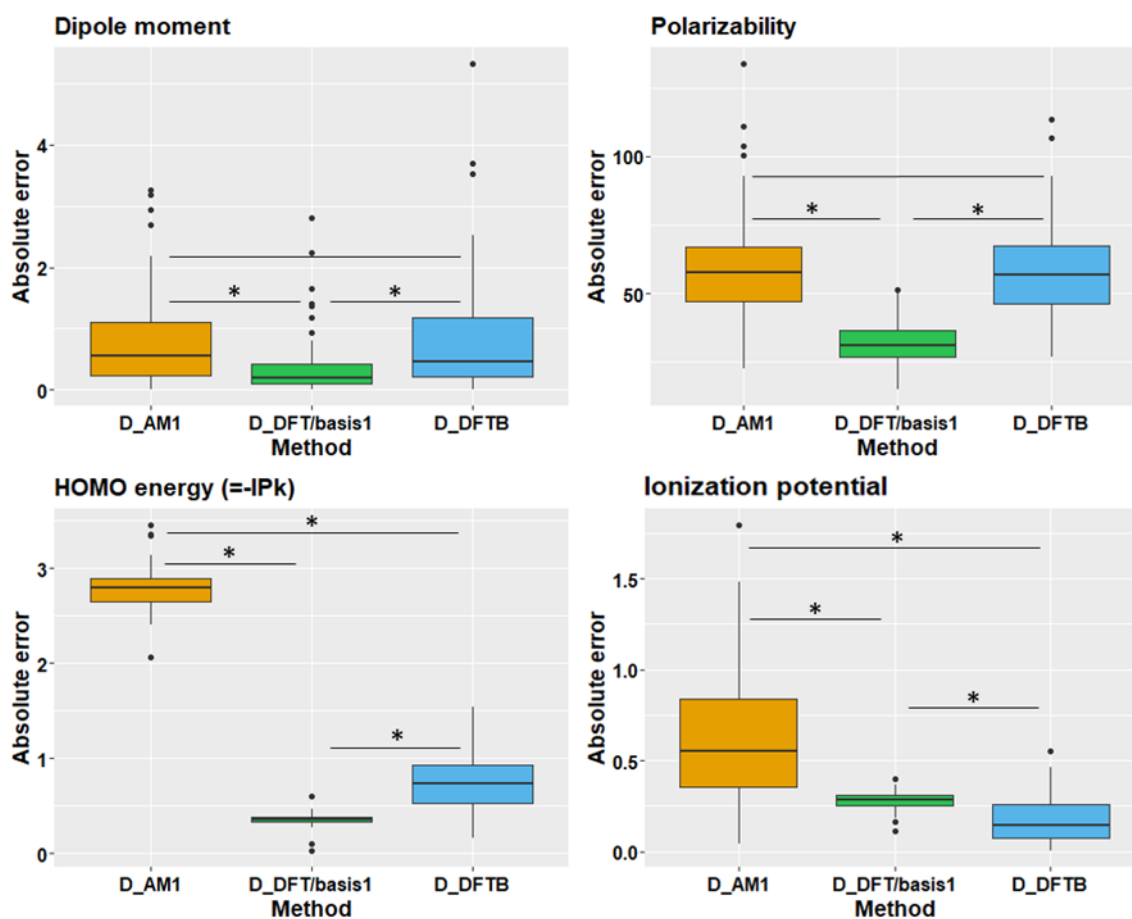 Dipole moment
Absolute error
4
2
0
*
*
D_AM1 D_DFT/basis1 D_DFTB
Method
Polarizability
Absolute error
100
50
*
*
D_AM1 D_DFT/basis1 D_DFTB
Method
HOMO energy (=-IPk)
Absolute error
3
2
1
0
*
*
*
D_AM1 D_DFT/basis1 D_DFTB
Method
Ionization potential
Absolute error
1.5
1.0
0.5
0.0
*
*
*
D_AM1 D_DFT/basis1 D_DFTB
Method